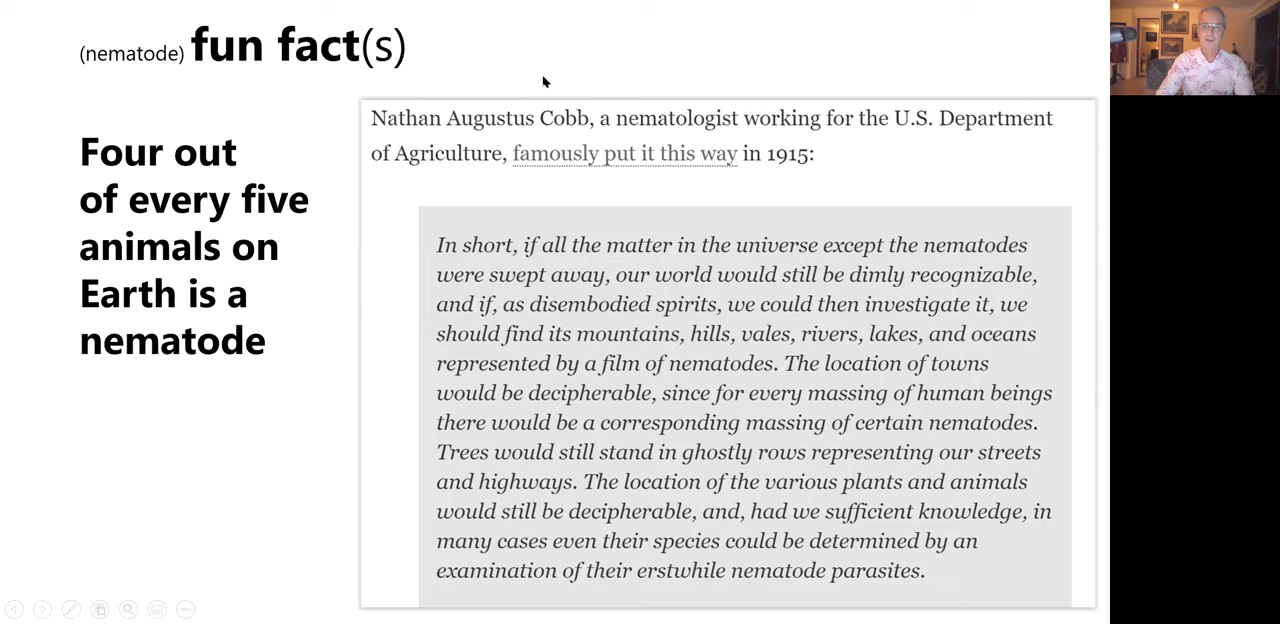 (nematode) fun fact(s)
Four out
of every five
animals on
Earth is a
nematode
Nathan Augustus Cobb, a nematologist working for the U.S. Department
of Agriculture, famously put it this way in 1915:
In short, if all the matter in the universe except the nematodes
were swept away, our world would still be dimly recognizable,
and if, as disembodied spirits, we could then investigate it, we
should find its mountains, hills, vales, rivers, lakes, and oceans
represented by a film of nematodes. The location of towns
would be decipherable, since for every massing of human beings
there would be a corresponding massing of certain nematodes.
Trees would still stand in ghostly rows representing our streets
and highways. The location of the various plants and animals
would still be decipherable, and, had we sufficient knowledge, in
many cases even their species could be determined by an
examination of their erstwhile nematode parasites.